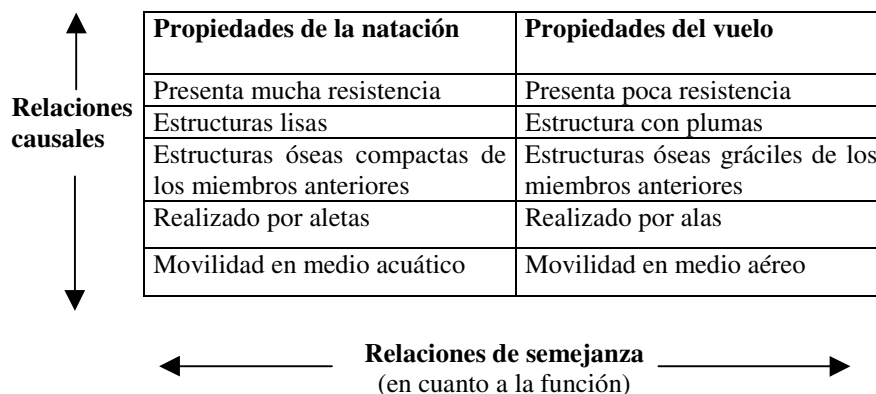 Propiedades de la natación Propiedades del vuelo
Relaciones causales
Presenta mucha resistencia Presenta poca resistencia
Estructuras lisas Estructura con plumas
Estructuras óseas compactas de los miembros anteriores Estructuras óseas gráciles de los miembros anteriores
Realizado por aletas Realizado por alas
Movilidad en medio acuático Movilidad en medio aéreo
Relaciones de semejanza
(en cuanto a la función)